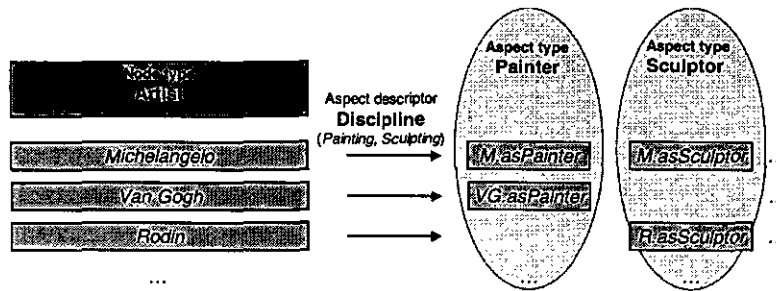 Node type
Artist
Aspect descriptor
Discipline
(Painting, Sculpting)
Aspect type
Painter
Aspect type
Sculptor
Michelangelo
M.asPainter
M.asSculptor
...
Van Gogh
VG.asPainter
...
Rodin
R.asSculptor
...
...
...
...